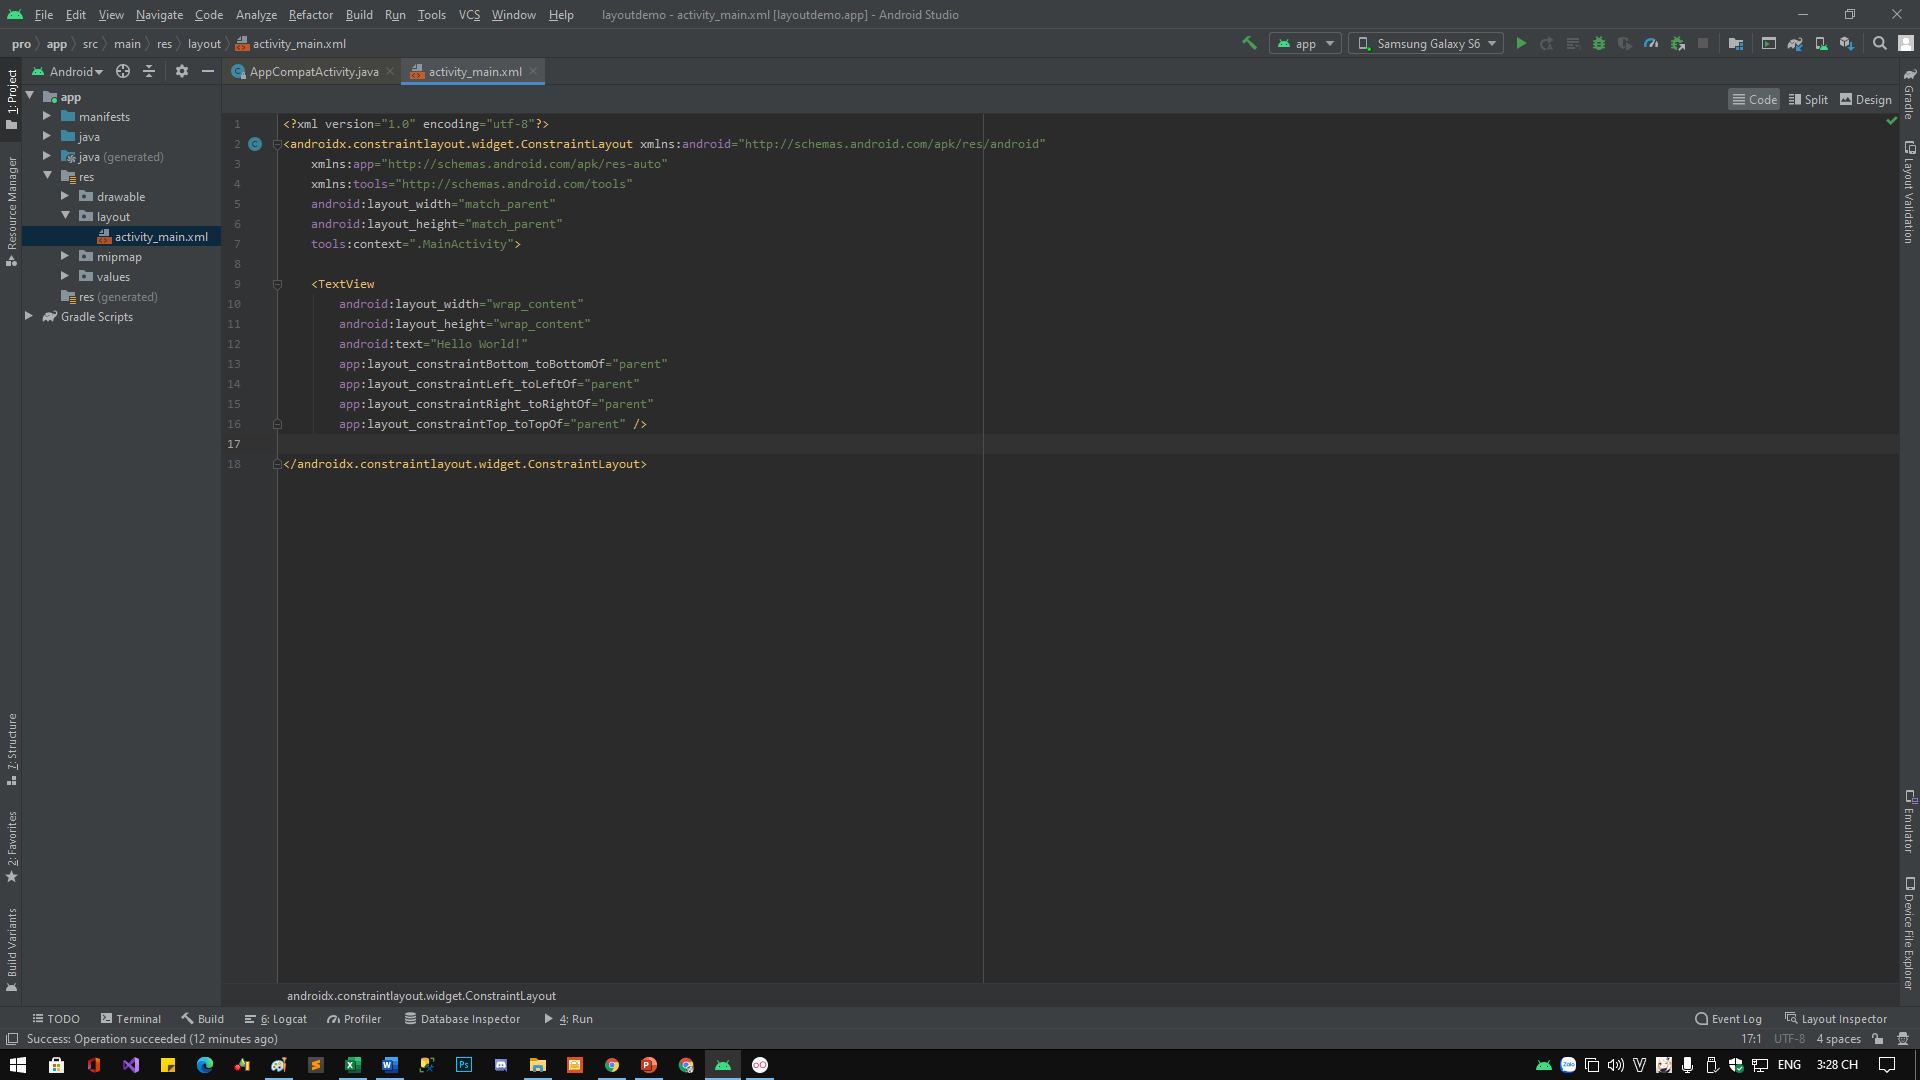 File Edit View Navigate Code Analyze Refactor Build Run Tools VCS Window Help layoutdemo - activity_main.xml [layoutdemo.app] - Android Studio
pro app src main res layout activity_main.xml app Samsung Galaxy S6
Android AppCompatActivity.java activity_main.xml
Code Split Design
1: Project
Resource Manager
7: Structure
2: Favorites
Build Variants
app
manifests
java
java (generated)
res
drawable
layout
activity_main.xml
mipmap
values
res (generated)
Gradle Scripts
1 <?xml version="1.0" encoding="utf-8"?>
2 <androidx.constraintlayout.widget.ConstraintLayout xmlns:android="http://schemas.android.com/apk/res/android"
3 xmlns:app="http://schemas.android.com/apk/res-auto"
4 xmlns:tools="http://schemas.android.com/tools"
5 android:layout_width="match_parent"
6 android:layout_height="match_parent"
7 tools:context=".MainActivity">
8
9 <TextView
10 android:layout_width="wrap_content"
11 android:layout_height="wrap_content"
12 android:text="Hello World!"
13 app:layout_constraintBottom_toBottomOf="parent"
14 app:layout_constraintLeft_toLeftOf="parent"
15 app:layout_constraintRight_toRightOf="parent"
16 app:layout_constraintTop_toTopOf="parent" />
17
18 </androidx.constraintlayout.widget.ConstraintLayout>
Gradle
Layout Validation
Emulator
Device File Explorer
androidx.constraintlayout.widget.ConstraintLayout
TODO Terminal Build 6: Logcat Profiler Database Inspector 4: Run Event Log Layout Inspector
Success: Operation succeeded (12 minutes ago) 17:1 UTF-8 4 spaces
ENG 3:28 CH